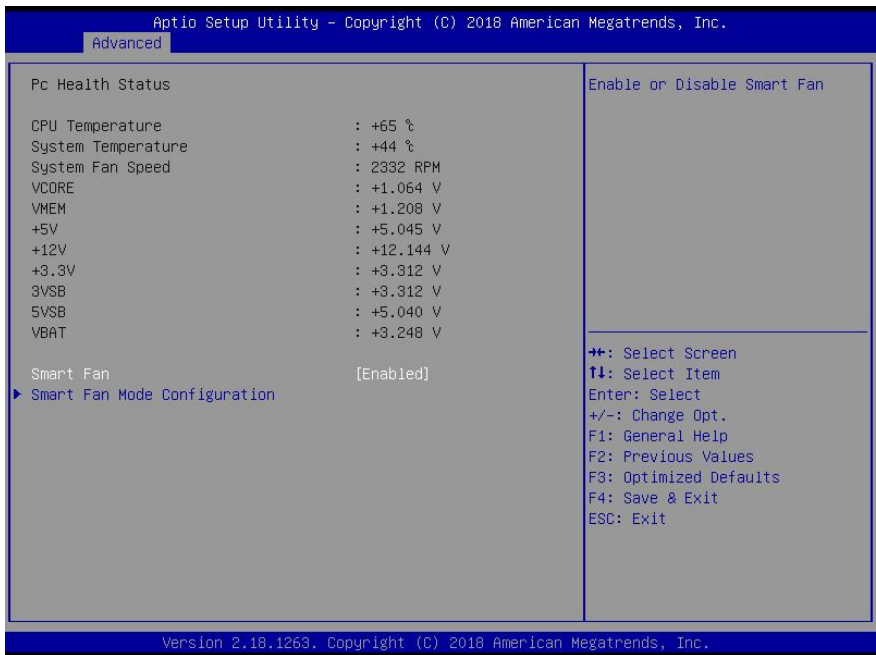 Aptio Setup Utility – Copyright (C) 2018 American Megatrends, Inc.
Advanced
Pc Health Status
CPU Temperature : +65 ℃
System Temperature : +44 ℃
System Fan Speed : 2332 RPM
VCORE : +1.064 V
VMEM : +1.208 V
+5V : +5.045 V
+12V : +12.144 V
+3.3V : +3.312 V
3VSB : +3.312 V
5VSB : +5.040 V
VBAT : +3.248 V
Smart Fan [Enabled]
▶ Smart Fan Mode Configuration
Enable or Disable Smart Fan
→←: Select Screen
↑↓: Select Item
Enter: Select
+/-: Change Opt.
F1: General Help
F2: Previous Values
F3: Optimized Defaults
F4: Save & Exit
ESC: Exit
Version 2.18.1263. Copyright (C) 2018 American Megatrends, Inc.